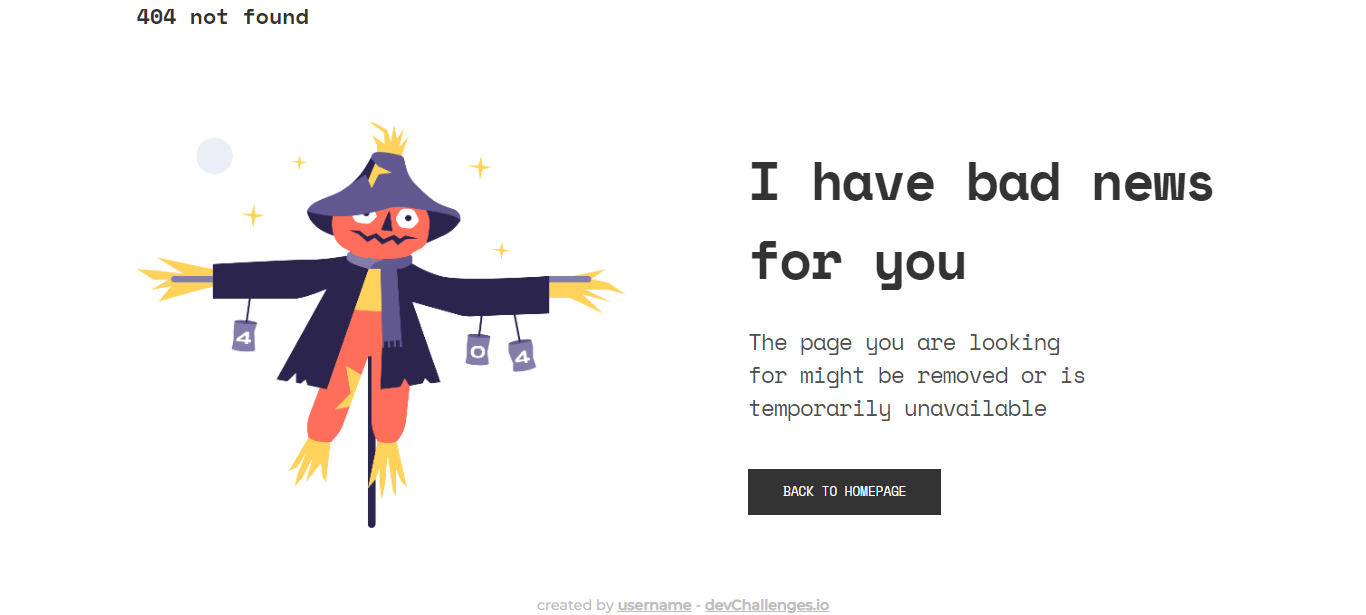 404 not found
I have bad news
for you
4
0
4
The page you are looking
for might be removed or is
temporarily unavailable
BACK TO HOMEPAGE
created by username - devChallenges.io